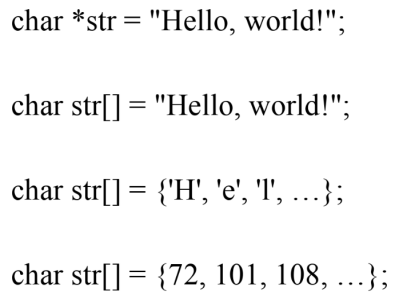 char *str = "Hello, world!";
char str[] = "Hello, world!";
char str[] = {'H', 'e', 'l', …};
char str[] = {72, 101, 108, …};